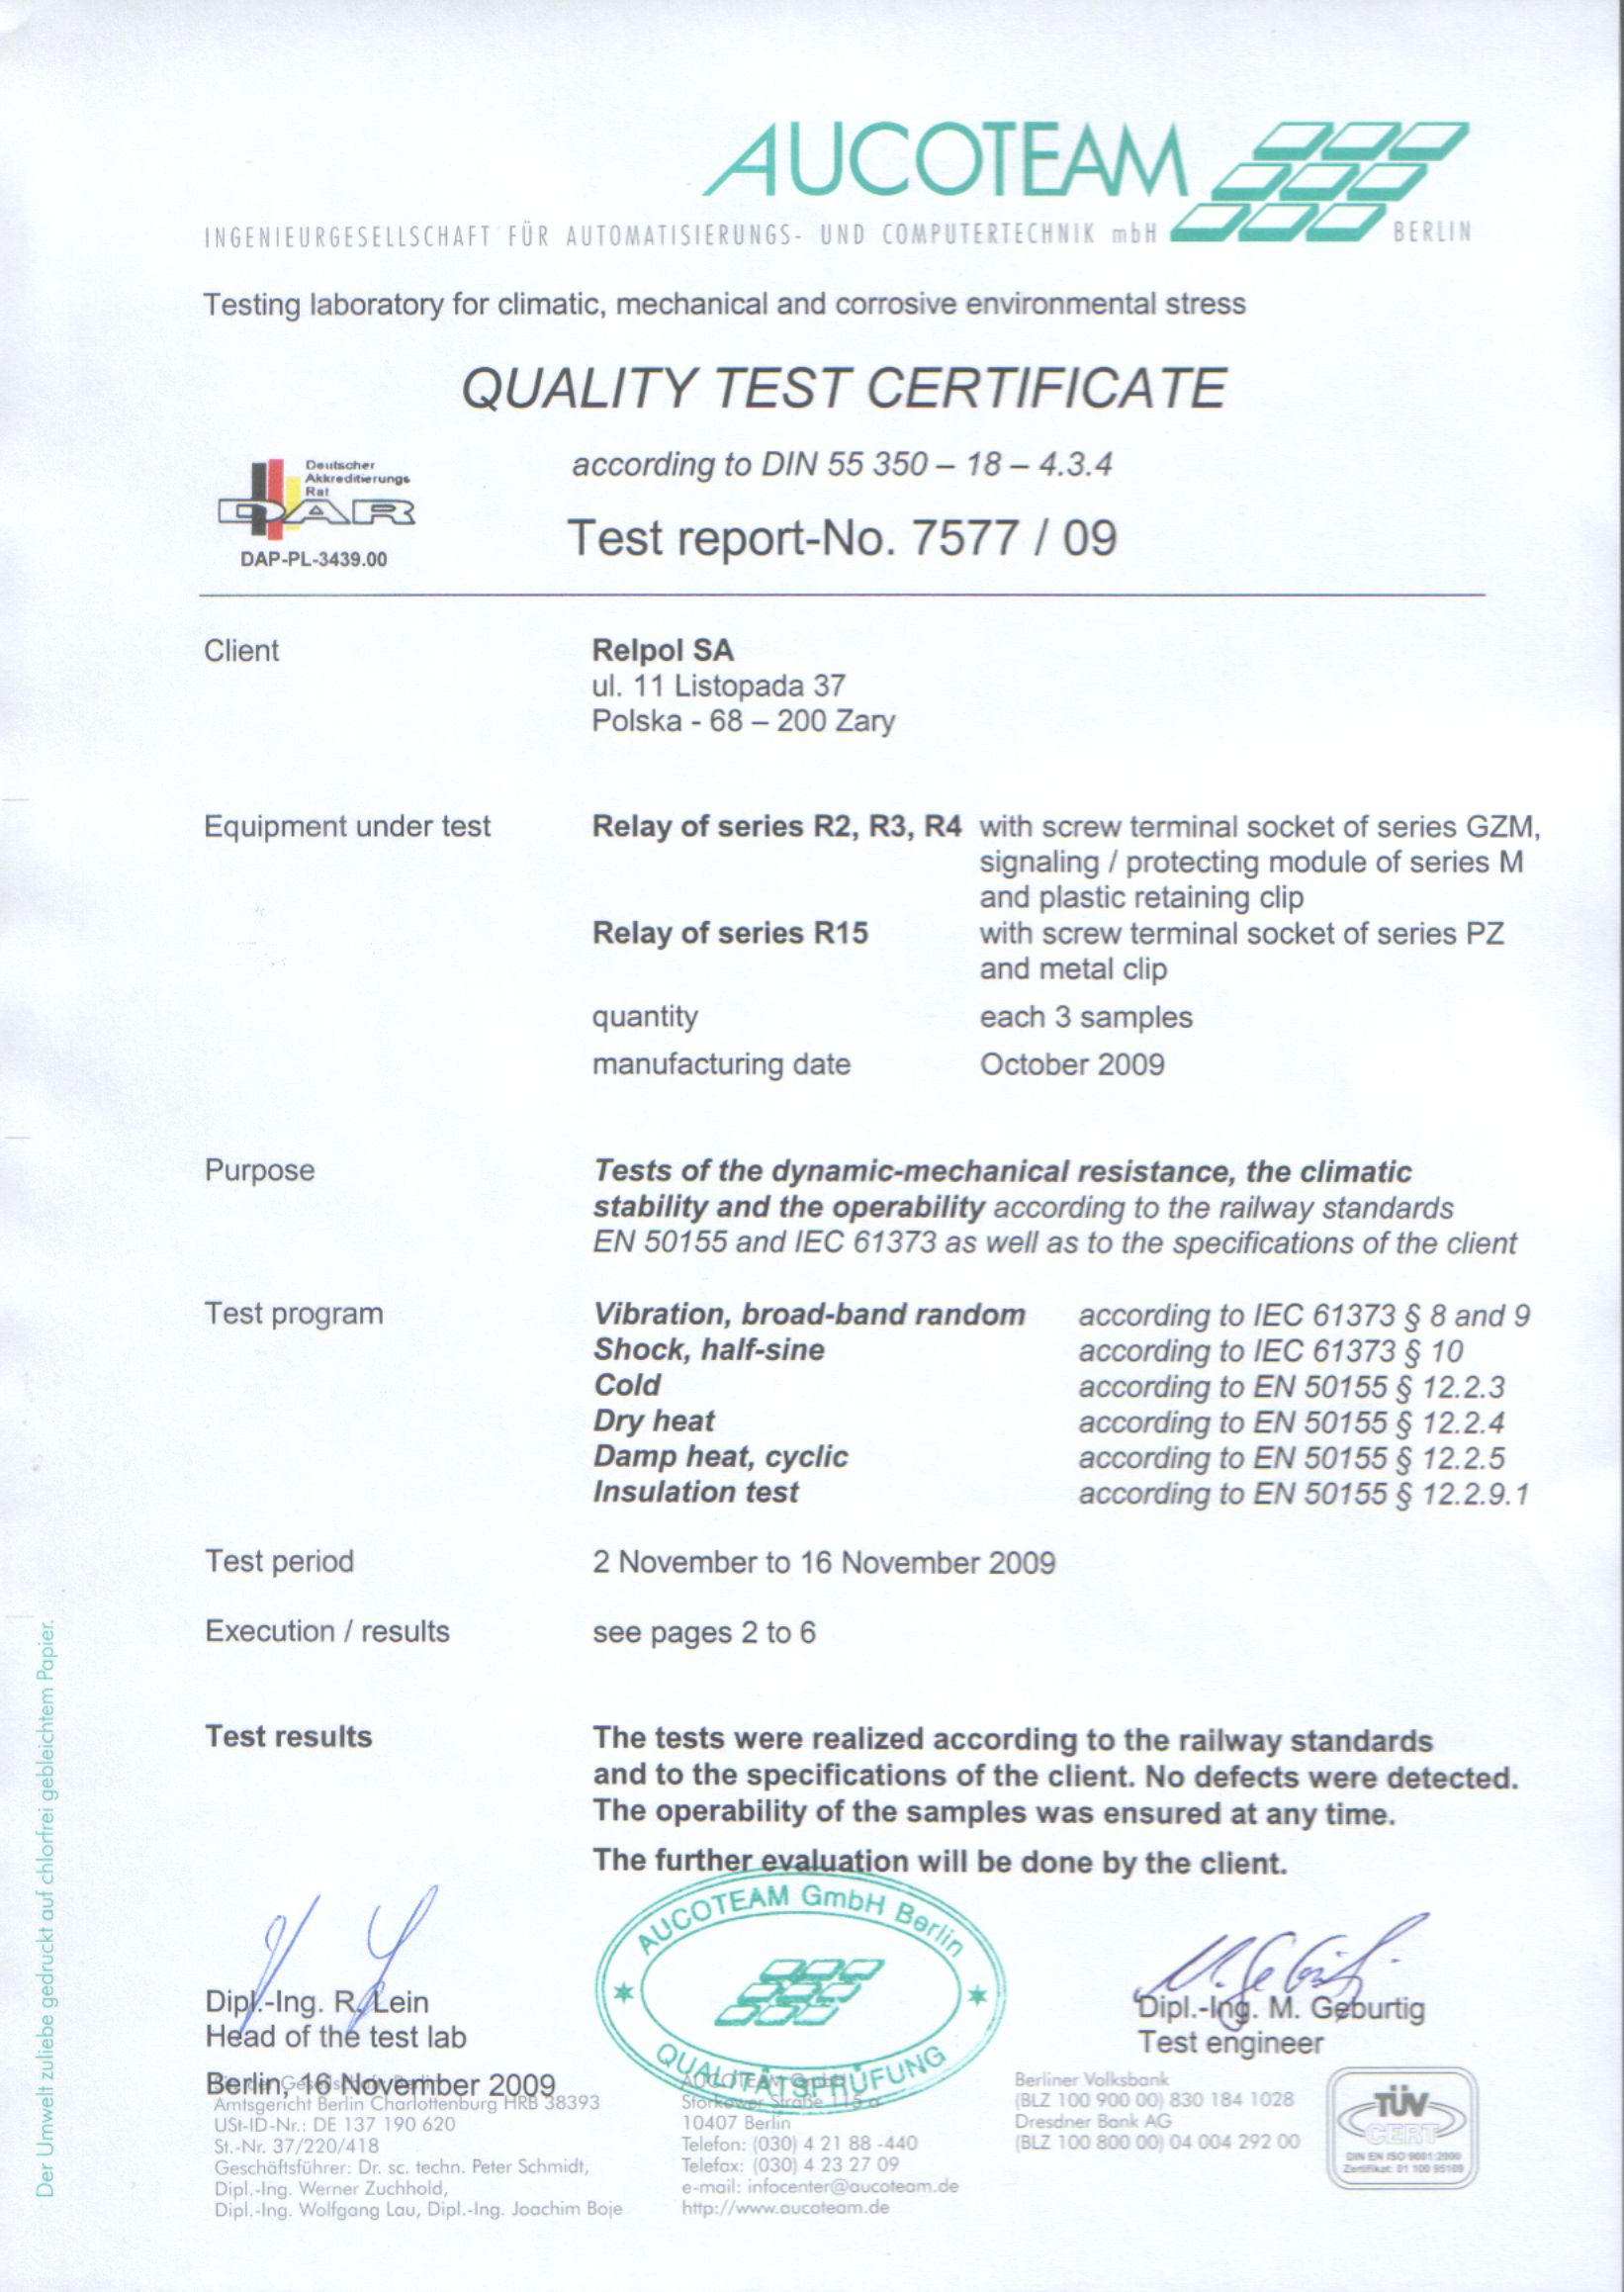 AUCOTEAM
INGENIEURGESELLSCHAFT FÜR AUTOMATISIERUNGS- UND COMPUTERTECHNIK mbH BERLIN
Testing laboratory for climatic, mechanical and corrosive environmental stress
QUALITY TEST CERTIFICATE
according to DIN 55 350 – 18 – 4.3.4
Deutscher
Akkreditierungs
Rat
DAR
DAP-PL-3439.00
Test report-No. 7577 / 09
Client Relpol SA
ul. 11 Listopada 37
Polska - 68 – 200 Zary
Equipment under test Relay of series R2, R3, R4 with screw terminal socket of series GZM,
signaling / protecting module of series M
and plastic retaining clip
Relay of series R15 with screw terminal socket of series PZ
and metal clip
quantity each 3 samples
manufacturing date October 2009
Purpose Tests of the dynamic-mechanical resistance, the climatic
stability and the operability according to the railway standards
EN 50155 and IEC 61373 as well as to the specifications of the client
Test program Vibration, broad-band random according to IEC 61373 § 8 and 9
Shock, half-sine according to IEC 61373 § 10
Cold according to EN 50155 § 12.2.3
Dry heat according to EN 50155 § 12.2.4
Damp heat, cyclic according to EN 50155 § 12.2.5
Insulation test according to EN 50155 § 12.2.9.1
Test period 2 November to 16 November 2009
Execution / results see pages 2 to 6
Test results The tests were realized according to the railway standards
and to the specifications of the client. No defects were detected.
The operability of the samples was ensured at any time.
The further evaluation will be done by the client.
AUCOTEAM GmbH Berlin
QUALITÄTSPRÜFUNG
Dipl.-Ing. R. Lein
Head of the test lab
Dipl.-Ing. M. Geburtig
Test engineer
Berlin, 16 November 2009
Amtsgericht Berlin Charlottenburg HRB 38393
USt-ID-Nr.: DE 137 190 620
St.-Nr. 37/220/418
Geschäftsführer: Dr. sc. techn. Peter Schmidt,
Dipl.-Ing. Werner Zuchhold,
Dipl.-Ing. Wolfgang Lau, Dipl.-Ing. Joachim Boje
AUCOTEAM GmbH
Storkower Straße 115 a
10407 Berlin
Telefon: (030) 4 21 88 -440
Telefax: (030) 4 23 27 09
e-mail: infocenter@aucoteam.de
http://www.aucoteam.de
Berliner Volksbank
(BLZ 100 900 00) 830 184 1028
Dresdner Bank AG
(BLZ 100 800 00) 04 004 292 00
TÜV
CERT
DIN EN ISO 9001:2000
Zertifikat: 01 100 95109
Der Umwelt zuliebe gedruckt auf chlorfrei gebleichtem Papier.